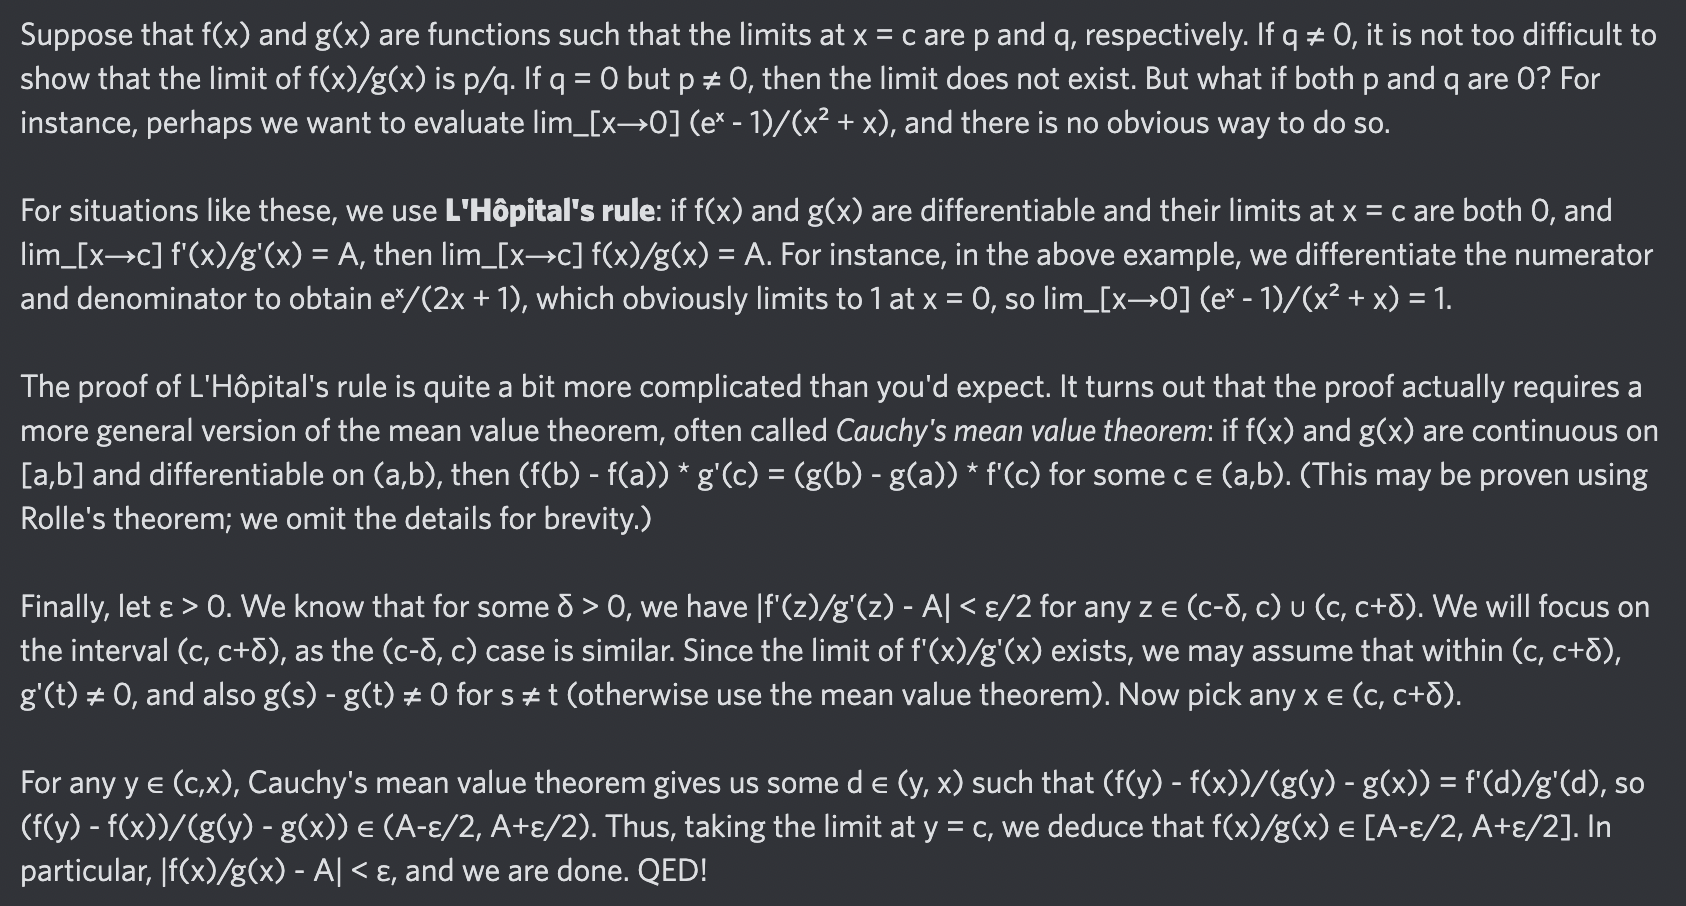 Suppose that f(x) and g(x) are functions such that the limits at x = c are p and q, respectively. If q ≠ 0, it is not too difficult to
show that the limit of f(x)/g(x) is p/q. If q = 0 but p ≠ 0, then the limit does not exist. But what if both p and q are 0? For
instance, perhaps we want to evaluate lim_[x→0] (eˣ - 1)/(x² + x), and there is no obvious way to do so.
For situations like these, we use L'Hôpital's rule: if f(x) and g(x) are differentiable and their limits at x = c are both 0, and
lim_[x→c] f'(x)/g'(x) = A, then lim_[x→c] f(x)/g(x) = A. For instance, in the above example, we differentiate the numerator
and denominator to obtain eˣ/(2x + 1), which obviously limits to 1 at x = 0, so lim_[x→0] (eˣ - 1)/(x² + x) = 1.
The proof of L'Hôpital's rule is quite a bit more complicated than you'd expect. It turns out that the proof actually requires a
more general version of the mean value theorem, often called Cauchy's mean value theorem: if f(x) and g(x) are continuous on
[a,b] and differentiable on (a,b), then (f(b) - f(a)) * g'(c) = (g(b) - g(a)) * f'(c) for some c ∈ (a,b). (This may be proven using
Rolle's theorem; we omit the details for brevity.)
Finally, let ε > 0. We know that for some δ > 0, we have |f'(z)/g'(z) - A| < ε/2 for any z ∈ (c-δ, c) ∪ (c, c+δ). We will focus on
the interval (c, c+δ), as the (c-δ, c) case is similar. Since the limit of f'(x)/g'(x) exists, we may assume that within (c, c+δ),
g'(t) ≠ 0, and also g(s) - g(t) ≠ 0 for s ≠ t (otherwise use the mean value theorem). Now pick any x ∈ (c, c+δ).
For any y ∈ (c,x), Cauchy's mean value theorem gives us some d ∈ (y, x) such that (f(y) - f(x))/(g(y) - g(x)) = f'(d)/g'(d), so
(f(y) - f(x))/(g(y) - g(x)) ∈ (A-ε/2, A+ε/2). Thus, taking the limit at y = c, we deduce that f(x)/g(x) ∈ [A-ε/2, A+ε/2]. In
particular, |f(x)/g(x) - A| < ε, and we are done. QED!